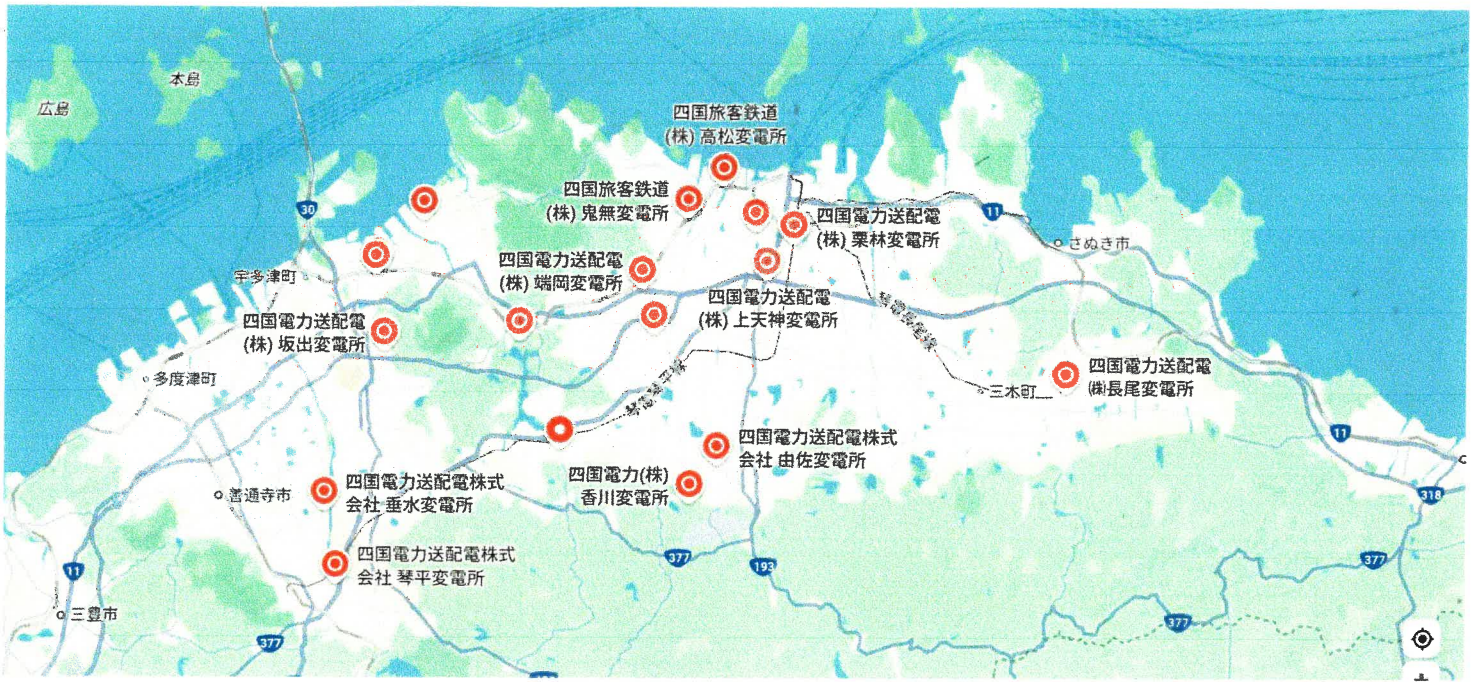 本島
広島
四国旅客鉄道
(株) 高松変電所
四国旅客鉄道
(株) 鬼無変電所
30
11
四国電力送配電
(株) 栗林変電所
さぬき市
四国電力送配電
(株) 端岡変電所
宇多津町
四国電力送配電
(株) 上天神変電所
四国電力送配電
(株) 坂出変電所
琴電長尾線
多度津町
琴電琴平線
三木町
四国電力送配電
㈱長尾変電所
11
四国電力送配電株式
会社 由佐変電所
四国電力(株)
香川変電所
善通寺市
四国電力送配電株式
会社 垂水変電所
318
四国電力送配電株式
会社 琴平変電所
377
193
377
11
三豊市
377
377